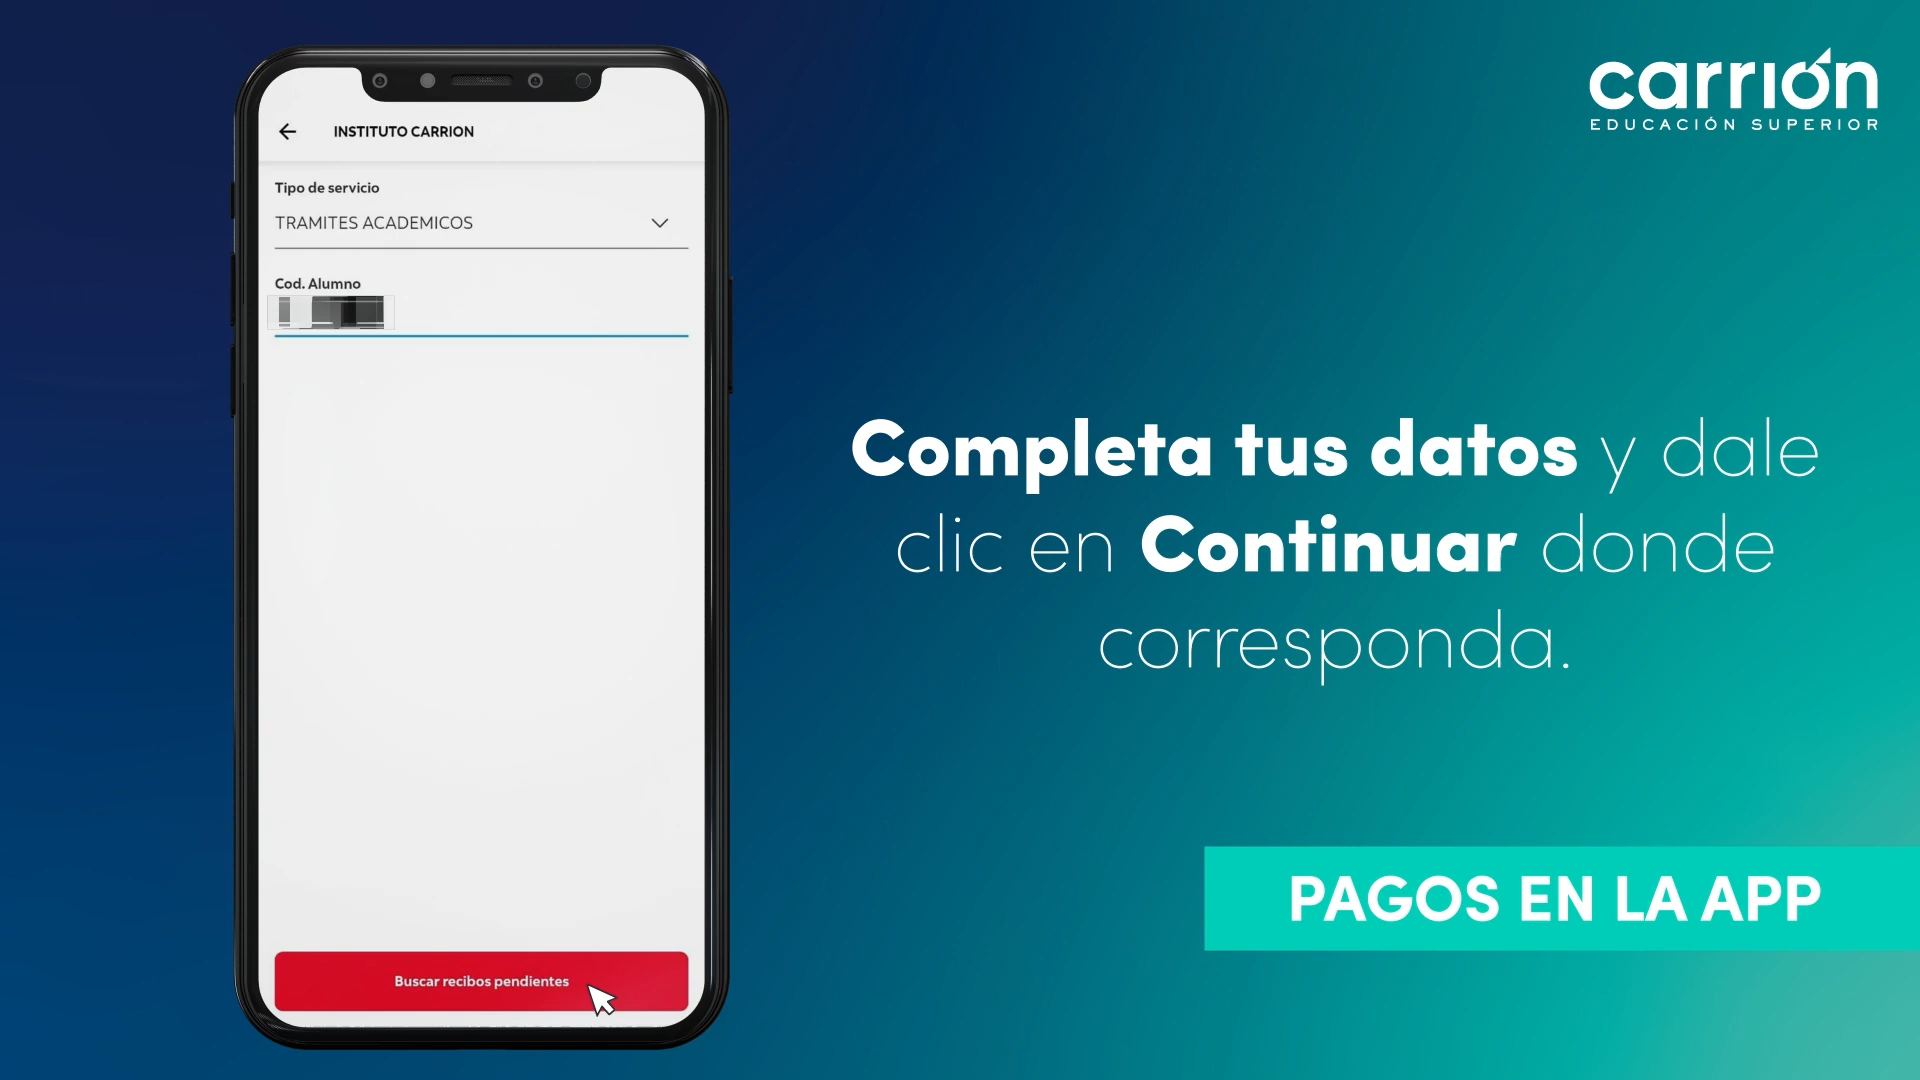 INSTITUTO CARRION
Tipo de servicio
TRAMITES ACADEMICOS
Cod. Alumno
Buscar recibos pendientes
carrión
EDUCACIÓN SUPERIOR
Completa tus datos y dale
clic en Continuar donde
corresponda.
PAGOS EN LA APP